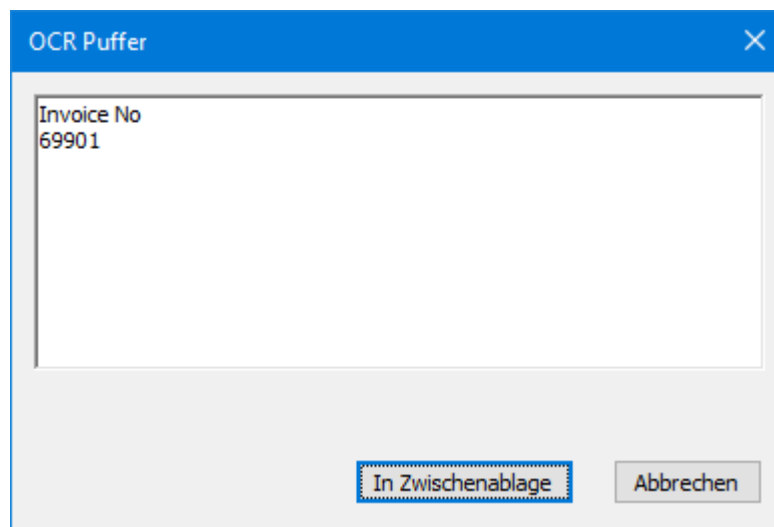 OCR Puffer
Invoice No
69901
In Zwischenablage
Abbrechen